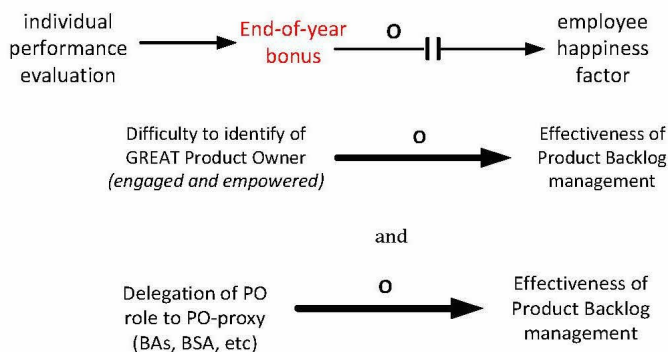 individual
performance
evaluation
End-of-year
bonus
O
employee
happiness
factor
Difficulty to identify of
GREAT Product Owner
(engaged and empowered)
O
Effectiveness of
Product Backlog
management
and
Delegation of PO
role to PO-proxy
(BAs, BSA, etc)
O
Effectiveness of
Product Backlog
management